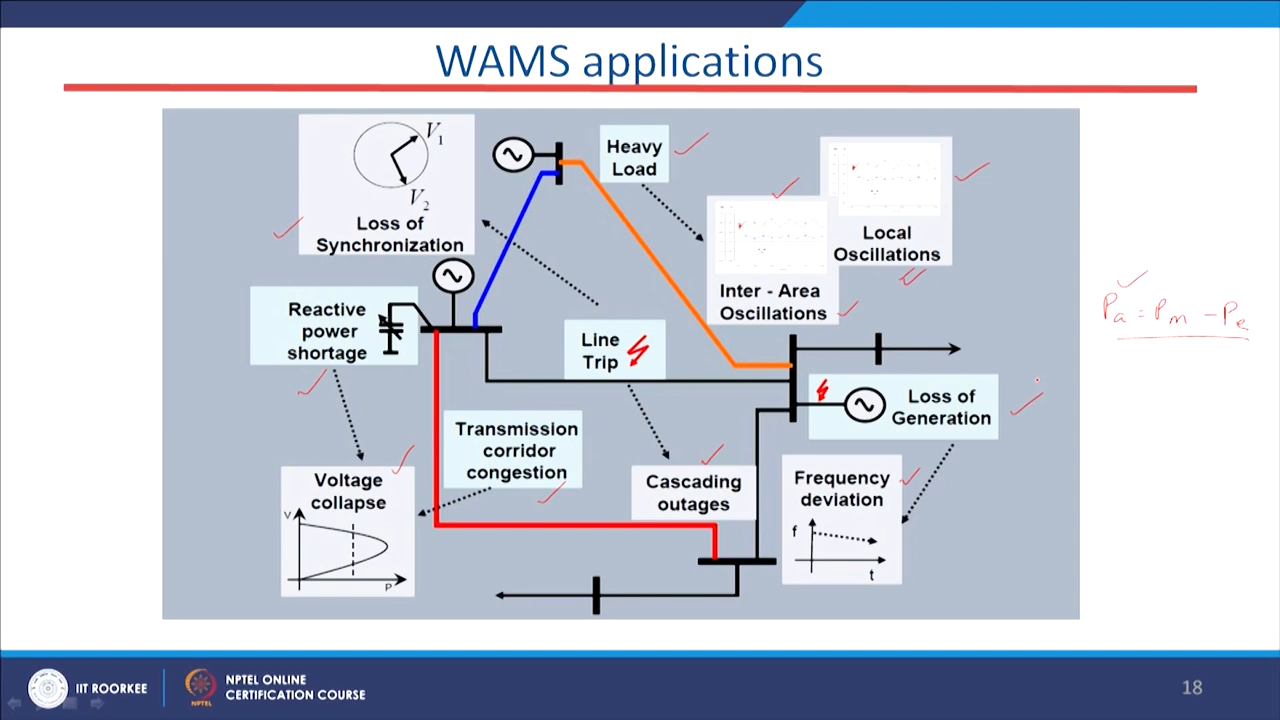 WAMS applications
V1
V2
Loss of
Synchronization
Heavy
Load
Local
Oscillations
Inter - Area
Oscillations
Pa = Pm - Pe
Reactive
power
shortage
Line
Trip
Loss of
Generation
Transmission
corridor
congestion
Voltage
collapse
V
P
Cascading
outages
Frequency
deviation
f
t
IIT ROORKEE
NPTEL ONLINE
CERTIFICATION COURSE
NPTEL
18